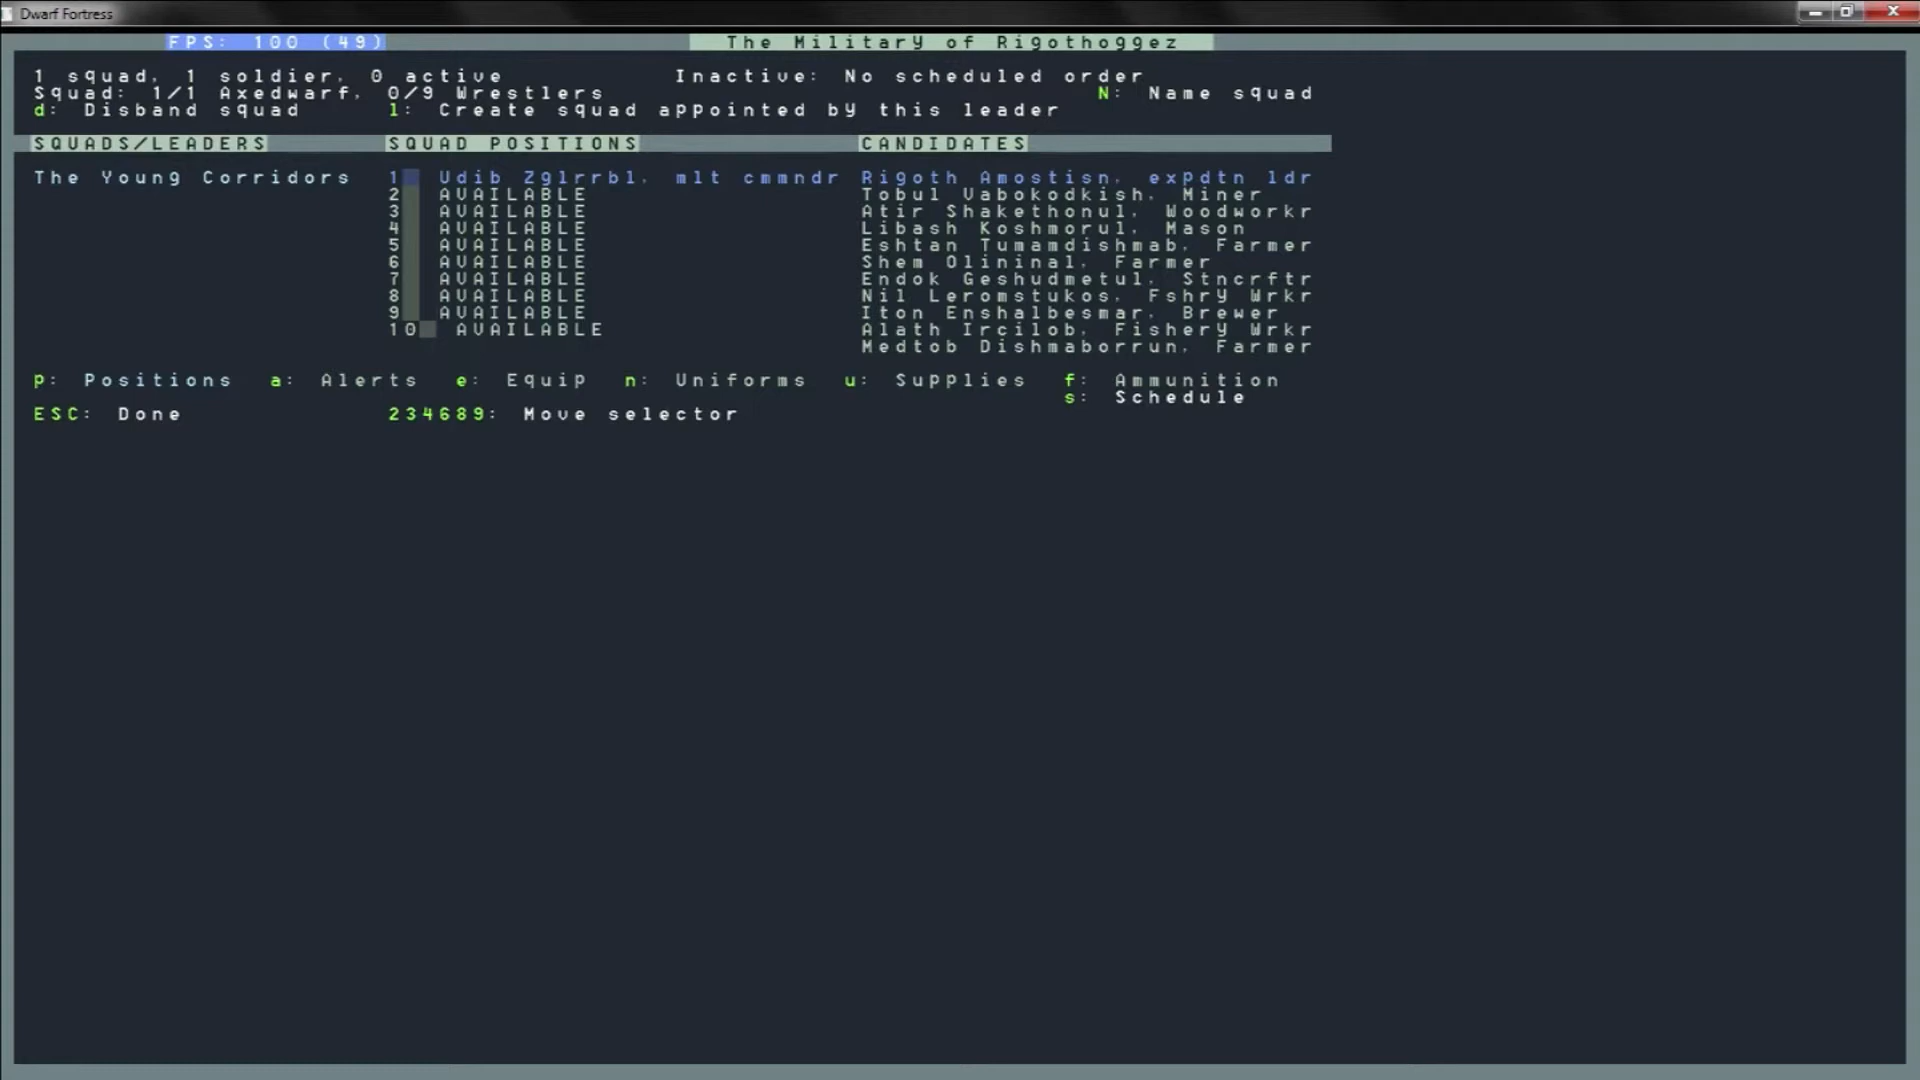 Dwarf Fortress
FPS: 100 (49)
The Military of Rigothoggez
1 squad, 1 soldier, 0 active Inactive: No scheduled order
Squad: 1/1 Axedwarf, 0/9 Wrestlers N: Name squad
d: Disband squad l: Create squad appointed by this leader
SQUADS/LEADERS SQUAD POSITIONS CANDIDATES
The Young Corridors 1 Udib Zglrrbl, mlt cmmndr Rigoth Amostisn, expdtn ldr
2 AVAILABLE Tobul Vabokodkish, Miner
3 AVAILABLE Atir Shakethonul, Woodworkr
4 AVAILABLE Libash Koshmorul, Mason
5 AVAILABLE Eshtan Tumamdishmab, Farmer
6 AVAILABLE Shem Olininal, Farmer
7 AVAILABLE Endok Geshudmetul, Stncrftr
8 AVAILABLE Nil Leromstukos, Fshry Wrkr
9 AVAILABLE Iton Enshalbesmar, Brewer
10 AVAILABLE Alath Ircilob, Fishery Wrkr
Medtob Dishmaborrun, Farmer
p: Positions a: Alerts e: Equip n: Uniforms u: Supplies f: Ammunition
s: Schedule
ESC: Done 234689: Move selector